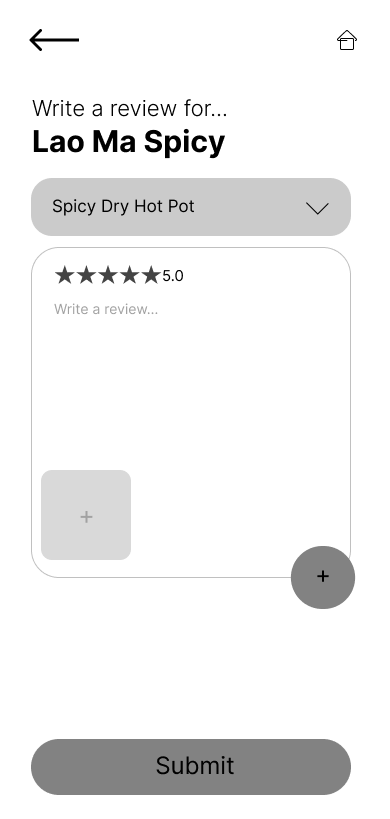 Write a review for...
Lao Ma Spicy
Spicy Dry Hot Pot
★★★★★5.0
Write a review...
+
+
Submit